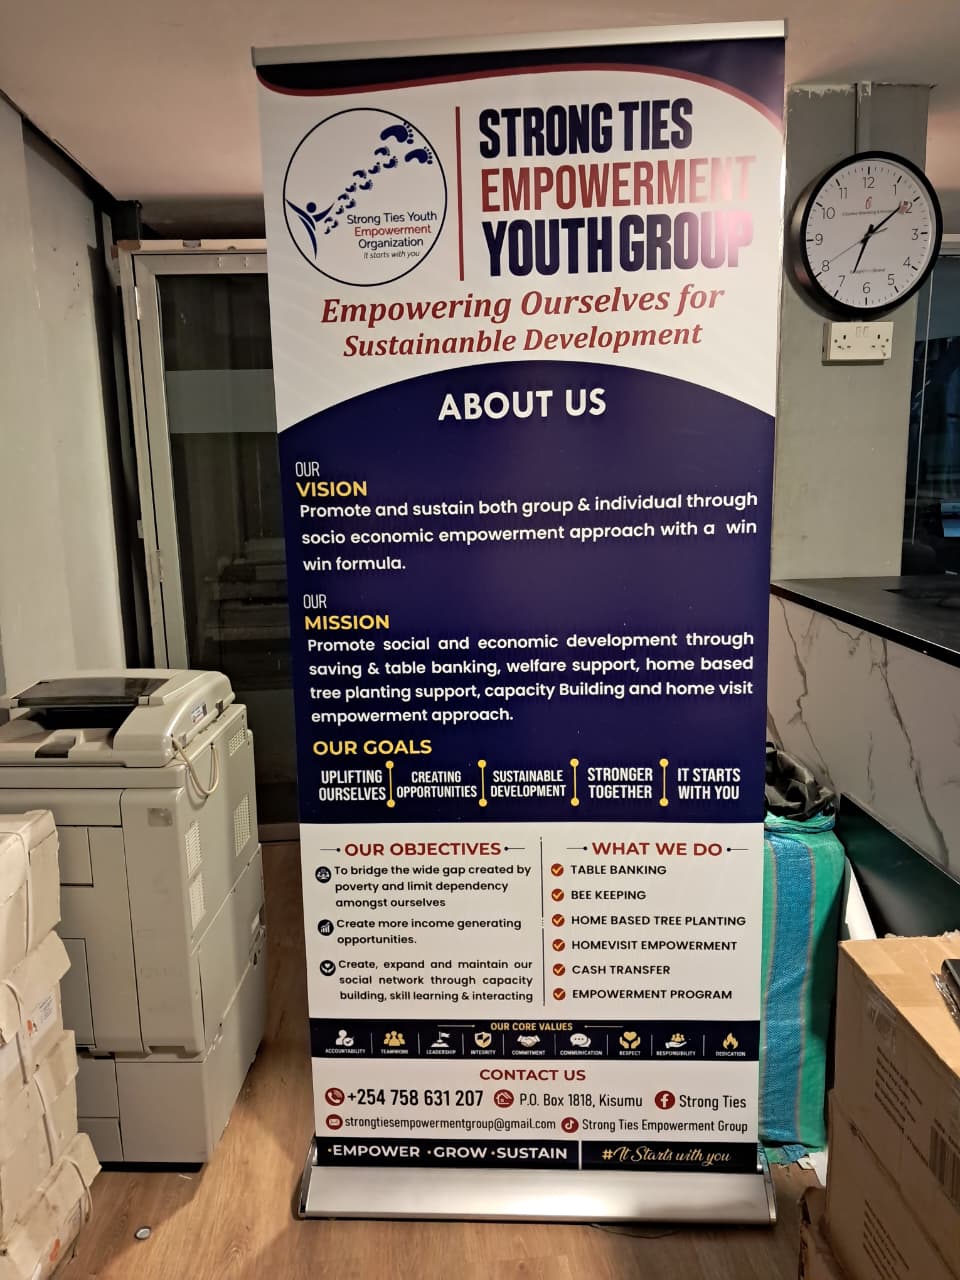 Strong Ties Youth
Empowerment
Organization
it starts with you
STRONG TIES
EMPOWERMENT
YOUTH GROUP
Empowering Ourselves for
Sustainanble Development
ABOUT US
OUR
VISION
Promote and sustain both group & individual through
socio economic empowerment approach with a win
win formula.
OUR
MISSION
Promote social and economic development through
saving & table banking, welfare support, home based
tree planting support, capacity Building and home visit
empowerment approach.
OUR GOALS
UPLIFTING
OURSELVES
CREATING
OPPORTUNITIES
SUSTAINABLE
DEVELOPMENT
STRONGER
TOGETHER
IT STARTS
WITH YOU
OUR OBJECTIVES
To bridge the wide gap created by
poverty and limit dependency
amongst ourselves
Create more income generating
opportunities.
Create, expand and maintain our
social network through capacity
building, skill learning & interacting
WHAT WE DO
TABLE BANKING
BEE KEEPING
HOME BASED TREE PLANTING
HOMEVISIT EMPOWERMENT
CASH TRANSFER
EMPOWERMENT PROGRAM
OUR CORE VALUES
ACCOUNTABILITY
TEAMWORK
LEADERSHIP
INTEGRITY
COMMITMENT
COMMUNICATION
RESPECT
RESPONSIBILITY
DEDICATION
CONTACT US
+254 758 631 207
P.O. Box 1818, Kisumu
Strong Ties
strongtiesempowermentgroup@gmail.com
Strong Ties Empowerment Group
•EMPOWER •GROW •SUSTAIN
#It Starts with you
12
1
2
3
4
5
6
7
8
9
10
11